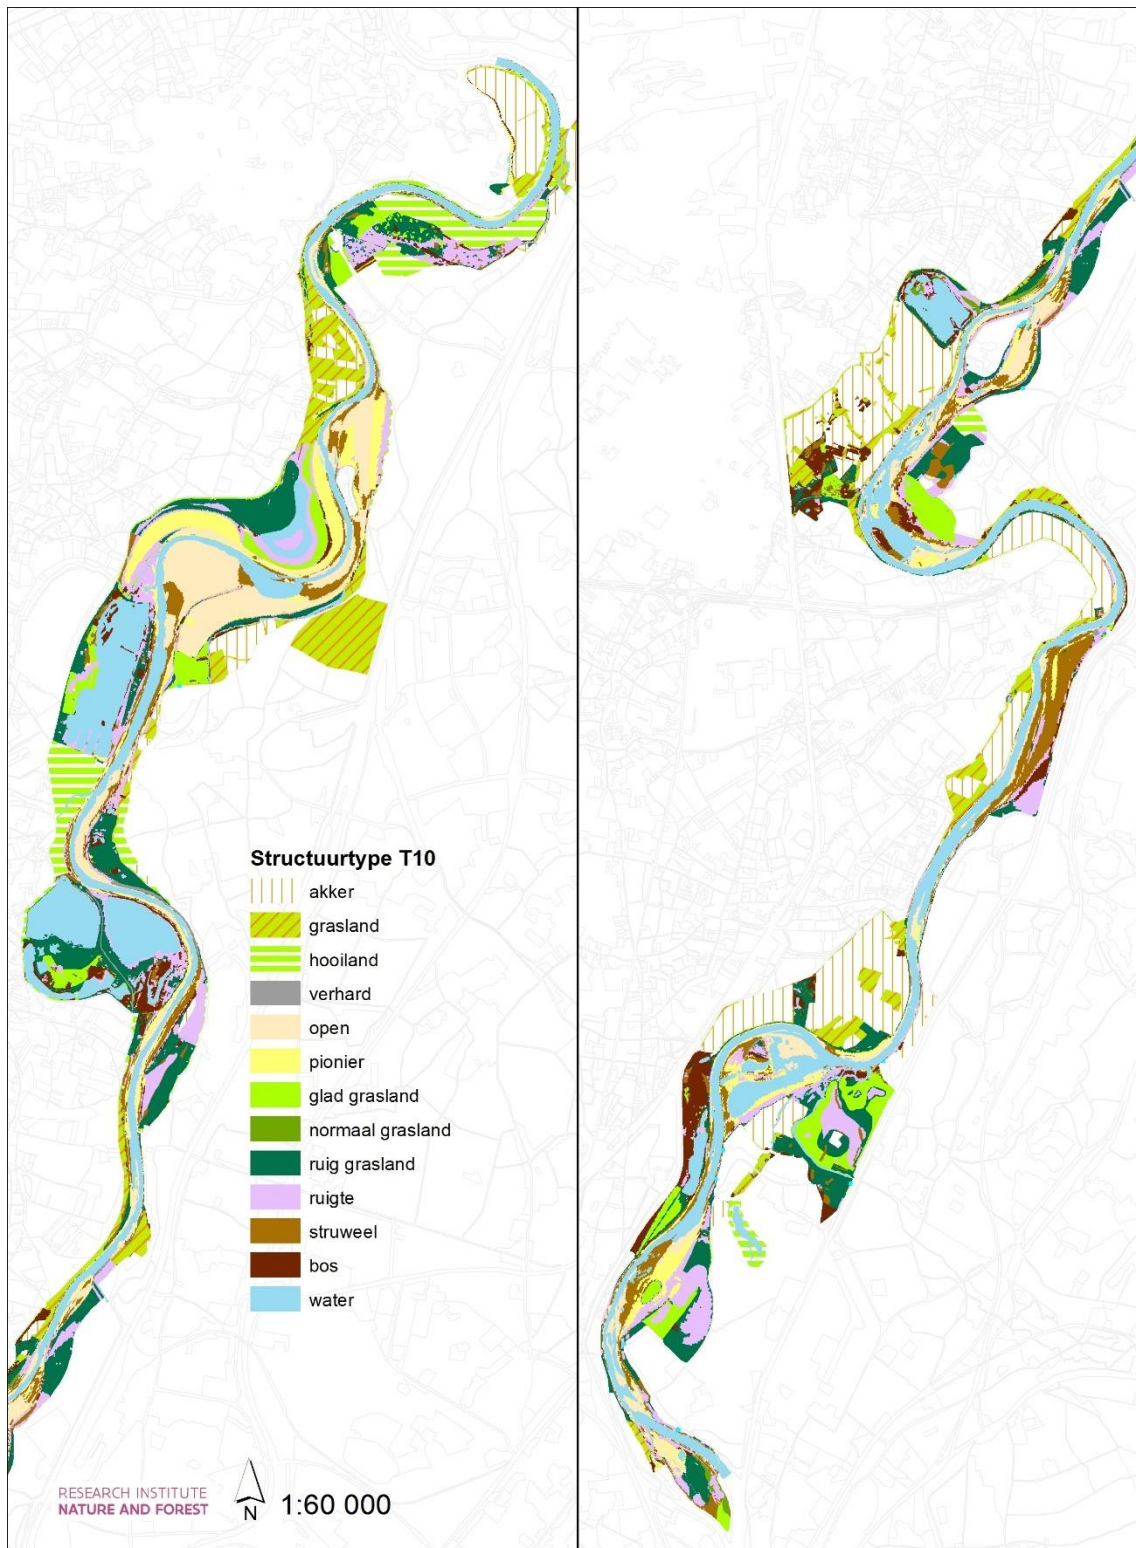 Structuurtype T10
akker
grasland
hooiland
verhard
open
pionier
glad grasland
normaal grasland
ruig grasland
ruigte
struweel
bos
water
RESEARCH INSTITUTE
NATURE AND FOREST
N
1:60 000